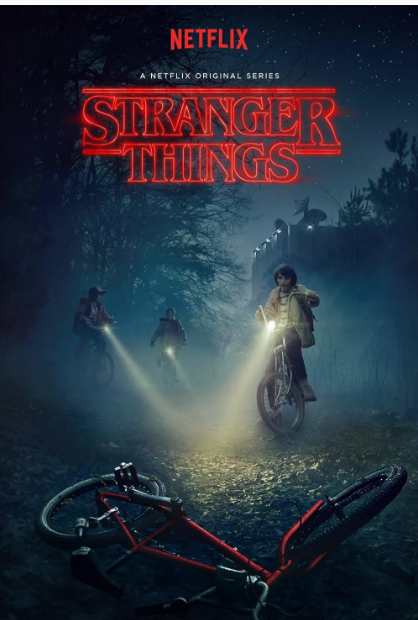 NETFLIX
A NETFLIX ORIGINAL SERIES
STRANGER
THINGS